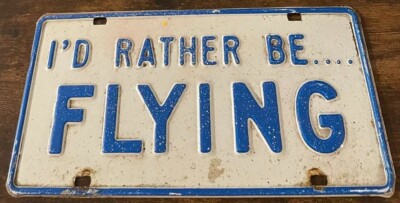 I'D RATHER BE....
FLYING